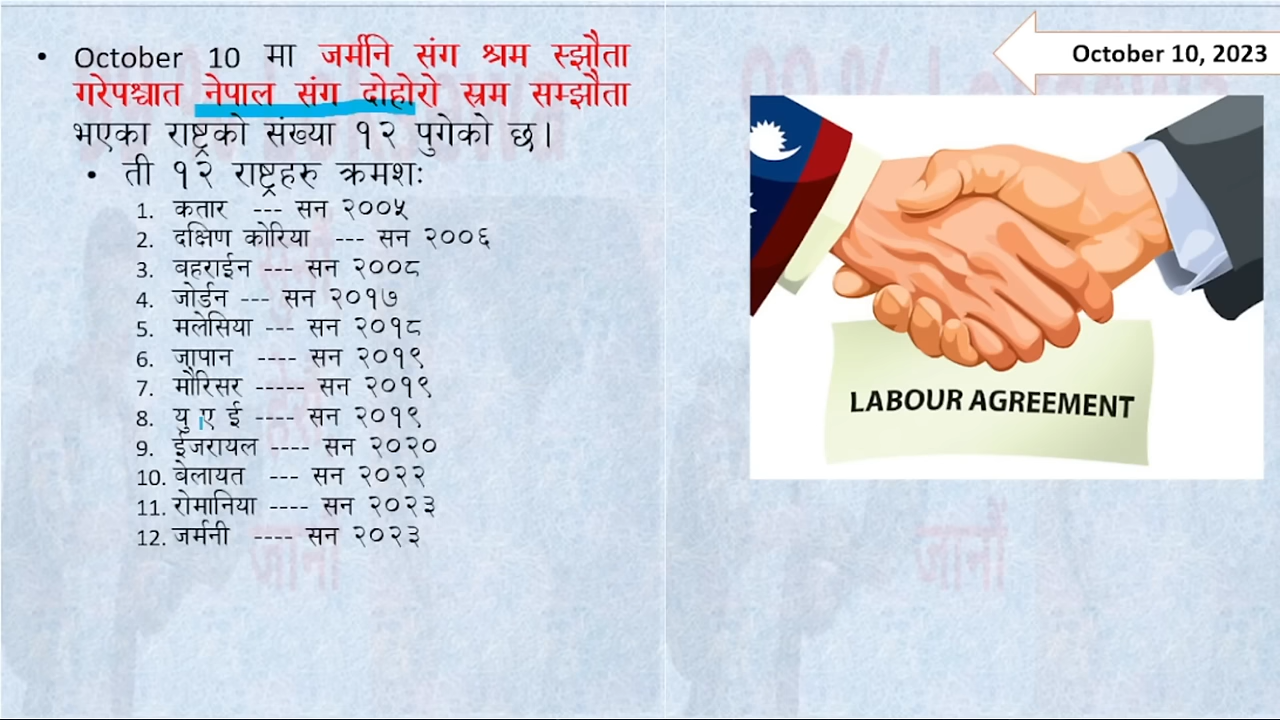 • October 10 मा जर्मनि संग श्रम स्झौता
गरेपश्चात नेपाल संग दोहोरो स्रम सम्झौता
भएका राष्ट्रको संख्या १२ पुगेको छ।
• ती १२ राष्ट्रहरु क्रमशः
1. कतार --- सन २००५
2. दक्षिण कोरिया --- सन २००६
3. बहराईन --- सन २००८
4. जोर्डन --- सन २०१७
5. मलेसिया --- सन २०१८
6. जापान ---- सन २०१९
7. मौरिसर ----- सन २०१९
8. यु ए ई ---- सन २०१९
9. ईजरायल ---- सन २०२०
10. बेलायत --- सन २०२२
11. रोमानिया ---- सन २०२३
12. जर्मनी ---- सन २०२३
October 10, 2023
LABOUR AGREEMENT
जानौं